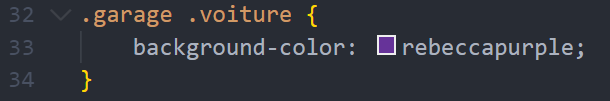 32 .garage .voiture {
33 background-color: rebeccapurple;
34 }